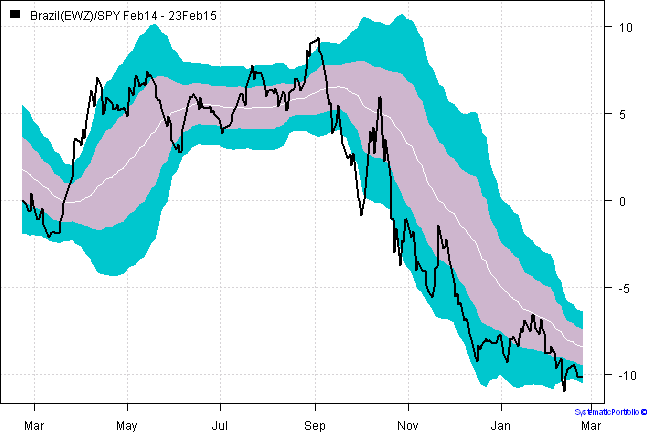 Brazil(EWZ)/SPY Feb14 - 23Feb15
10
5
0
-5
-10
SystematicPortfolio ©
Mar May Jul Sep Nov Jan Mar